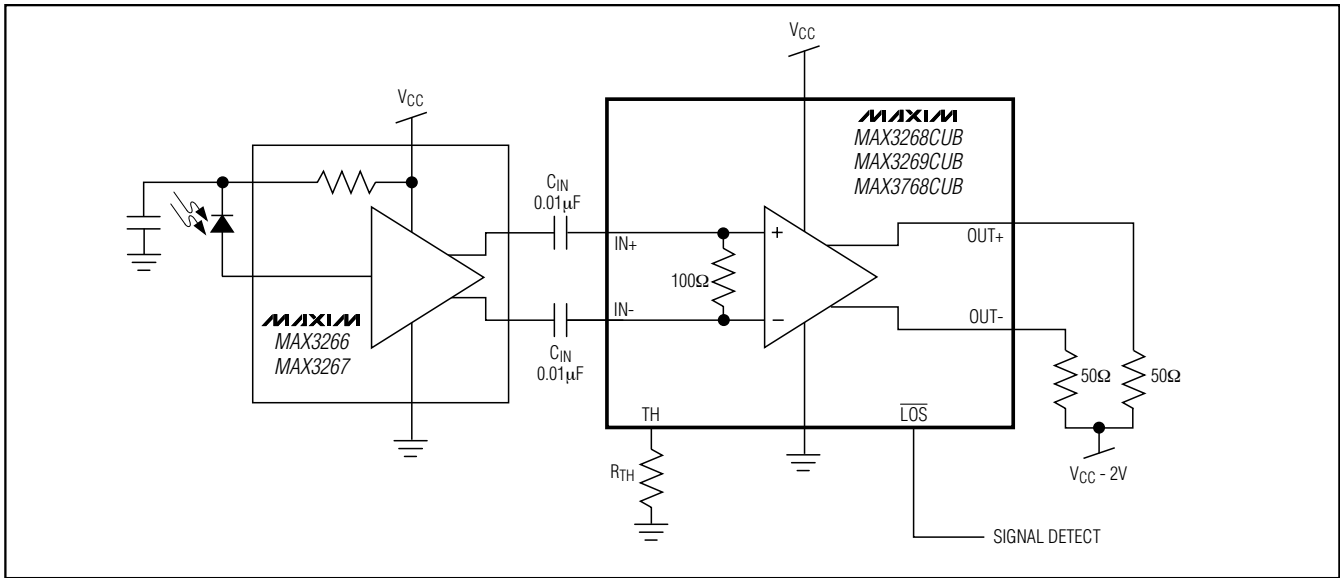 VCC
MAXIM
MAX3266
MAX3267
CIN
0.01µF
CIN
0.01µF
VCC
MAXIM
MAX3268CUB
MAX3269CUB
MAX3768CUB
IN+
IN-
100Ω
+
−
OUT+
OUT-
TH
LOS
RTH
50Ω
50Ω
VCC - 2V
SIGNAL DETECT